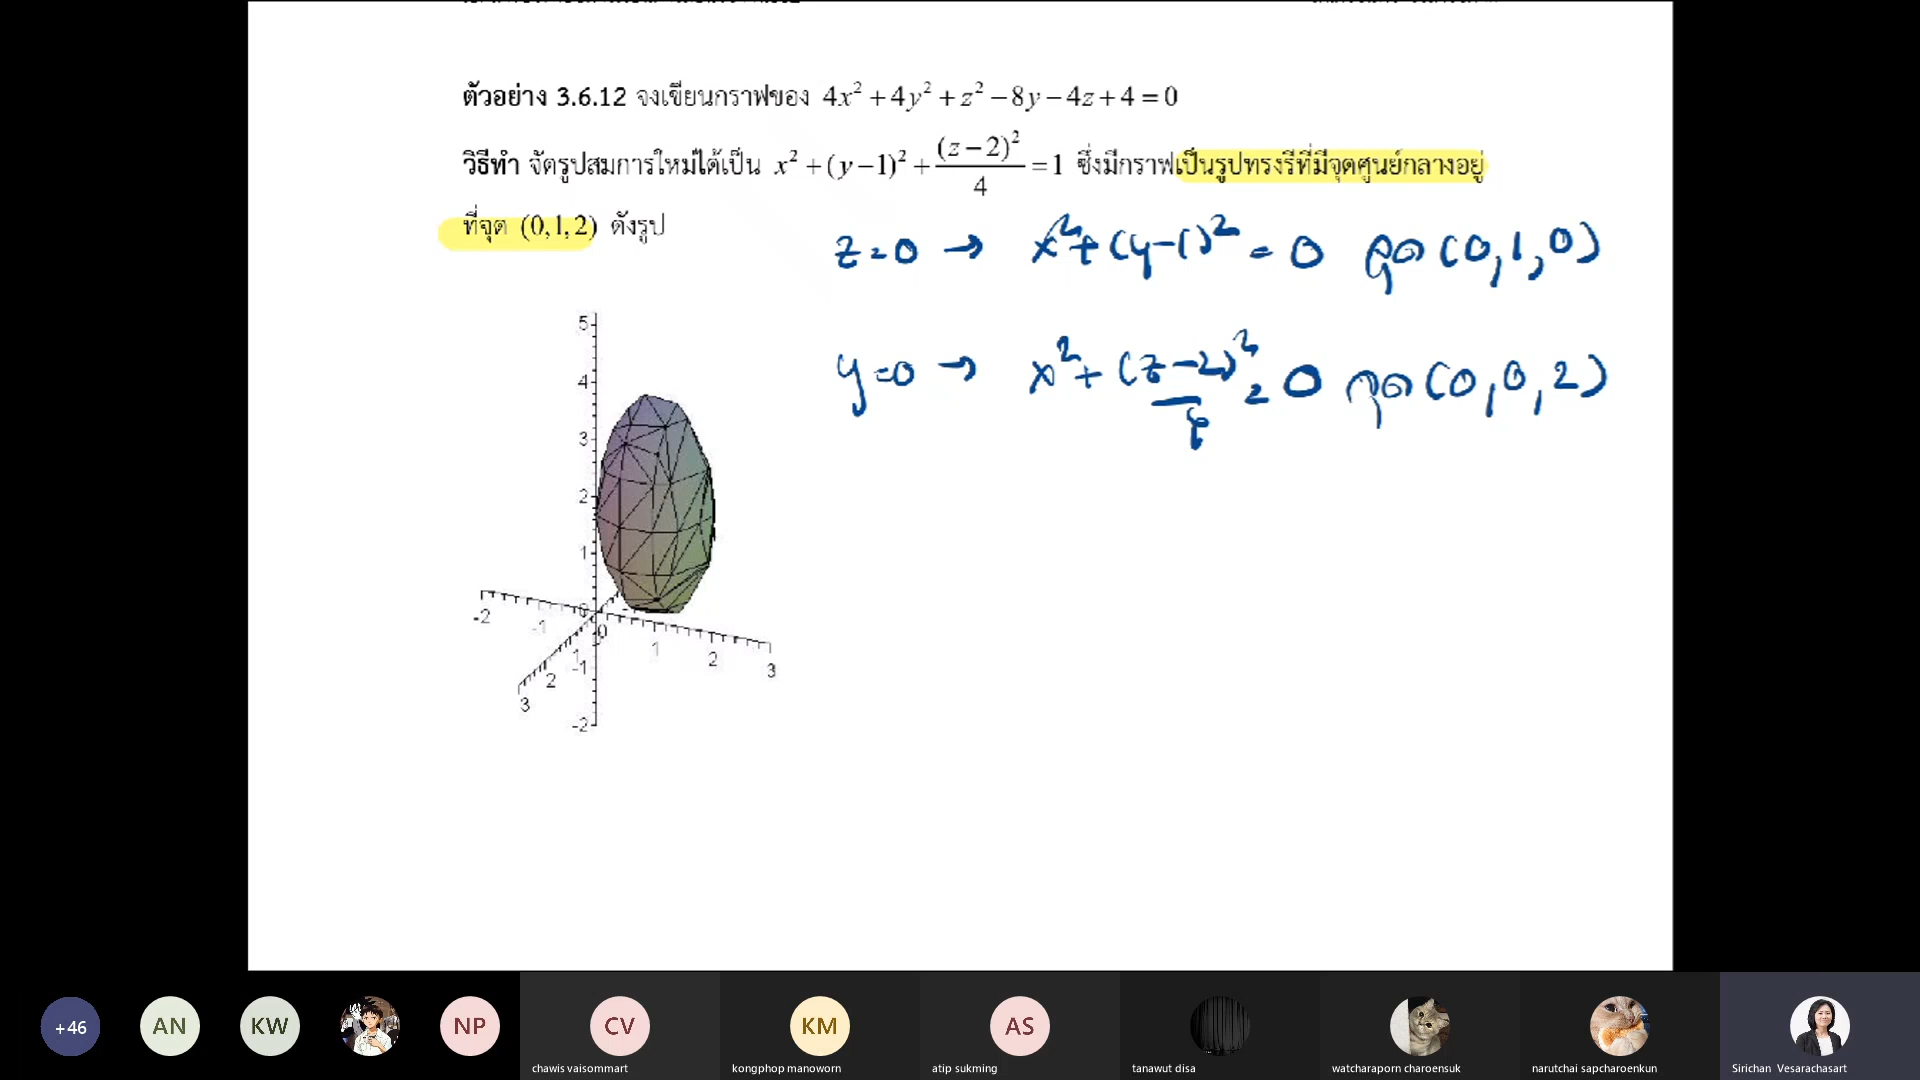 ตัวอย่าง 3.6.12 จงเขียนกราฟของ 4x² + 4y² + z² − 8y − 4z + 4 = 0
วิธีทำ จัดรูปสมการใหม่ได้เป็น x² + (y − 1)² + (z − 2)²/4 = 1 ซึ่งมีกราฟเป็นรูปทรงรีที่มีจุดศูนย์กลางอยู่
ที่จุด (0,1,2) ดังรูป
z=0 → x²+(y−1)² = 0 จุด (0,1,0)
y=0 → x²+(z−2)²/4 = 0 จุด (0,0,2)
5
4
3
2
1
0
-2 -1 0 1 2 3
1 2 3
-1
-2
+46 AN KW NP CV KM AS
chawis vaisommart kongphop manoworn atip sukming tanawut disa watcharaporn charoensuk narutchai sapcharoenkun Sirichan Vesarachasart